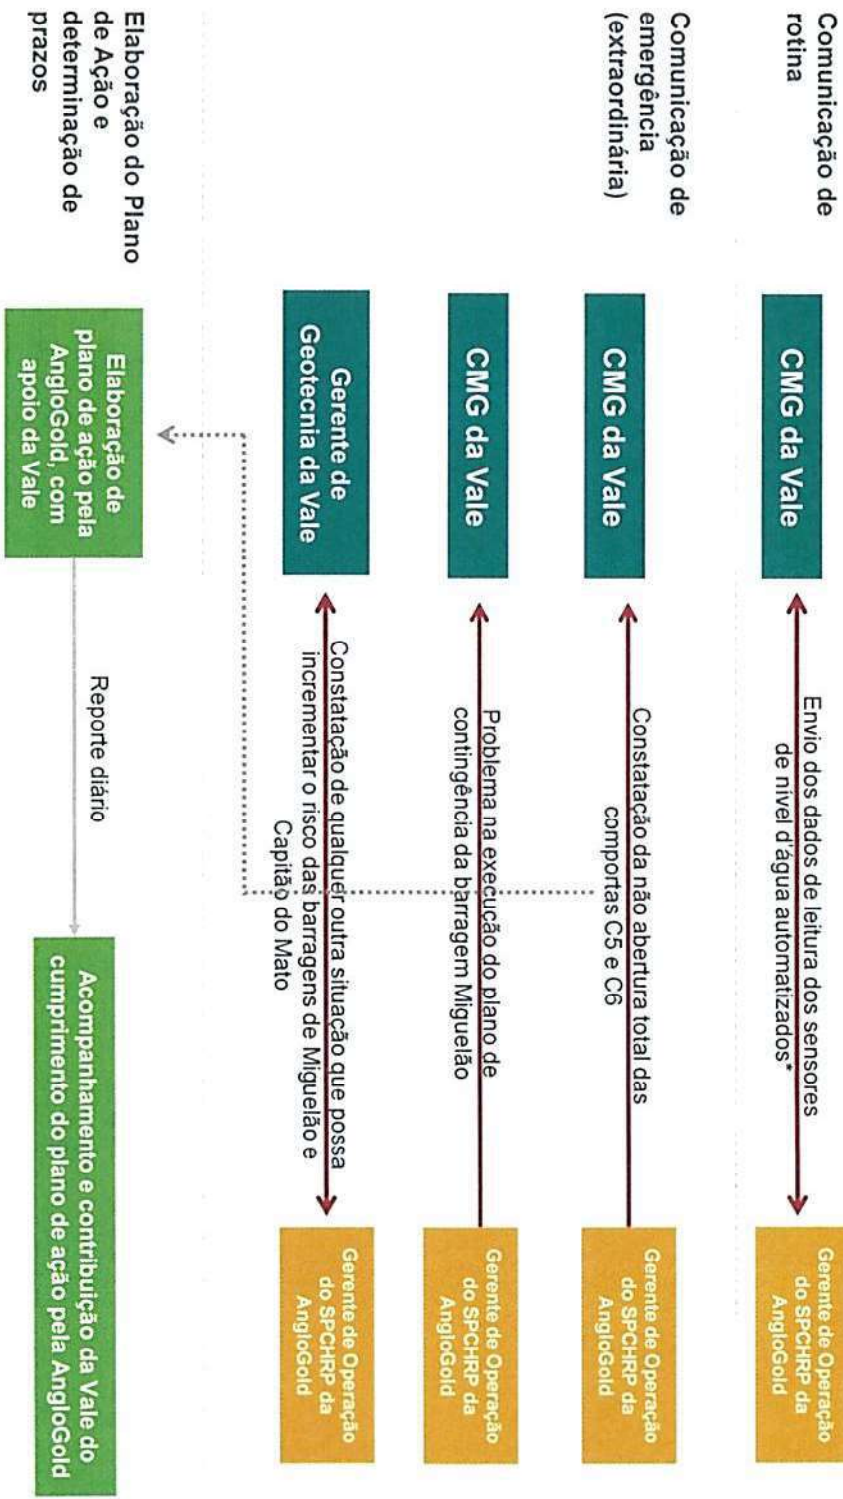 Comunicação de
rotina
CMG da Vale
Envio dos dados de leitura dos sensores
de nível d'água automatizados*
Gerente de Operação
do SPCHRP da
AngloGold
Comunicação de
emergência
(extraordinária)
CMG da Vale
Constatação da não abertura total das
comportas C5 e C6
Gerente de Operação
do SPCHRP da
AngloGold
CMG da Vale
Problema na execução do plano de
contingência da barragem Miguelão
Gerente de Operação
do SPCHRP da
AngloGold
Gerente de
Geotecnia da Vale
Constatação de qualquer outra situação que possa
incrementar o risco das barragens de Miguelão e
Capitão do Mato
Gerente de Operação
do SPCHRP da
AngloGold
Elaboração do Plano
de Ação e
determinação de
prazos
Elaboração de
plano de ação pela
AngloGold, com
apoio da Vale
Reporte diário
Acompanhamento e contribuição da Vale do
cumprimento do plano de ação pela AngloGold